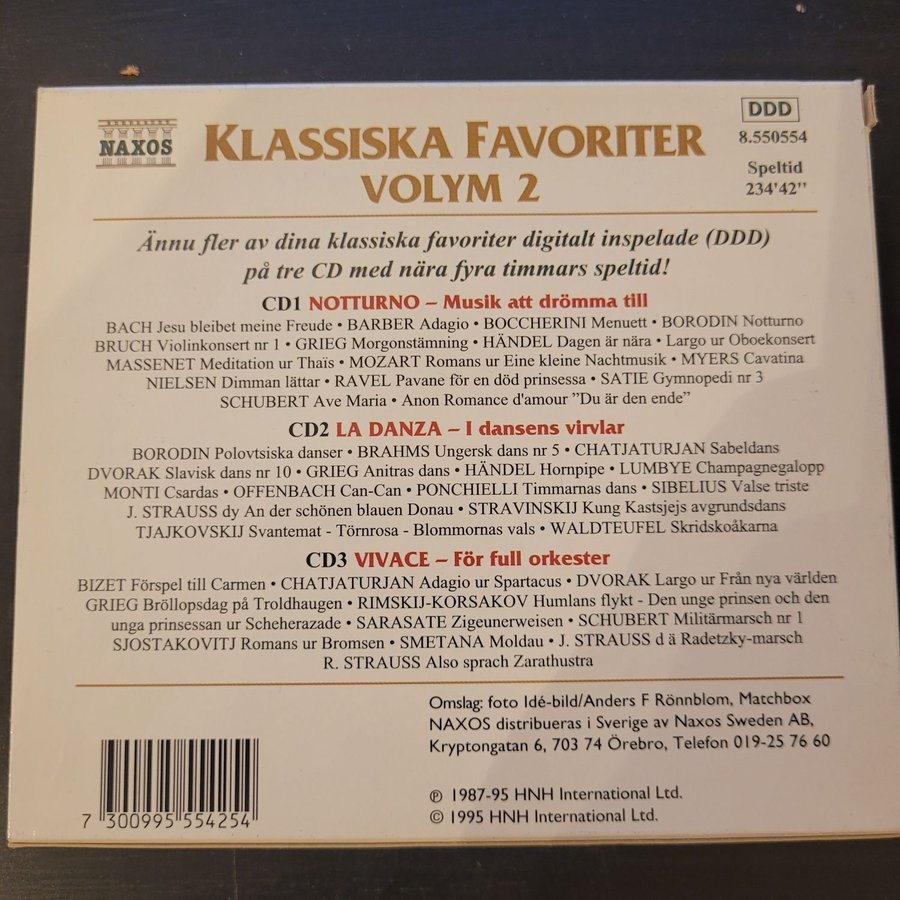 NAXOS
KLASSISKA FAVORITER
VOLYM 2
DDD
8.550554
Speltid
234'42"
Ännu fler av dina klassiska favoriter digitalt inspelade (DDD)
på tre CD med nära fyra timmars speltid!
CD1 NOTTURNO – Musik att drömma till
BACH Jesu bleibet meine Freude • BARBER Adagio • BOCCHERINI Menuett • BORODIN Notturno
BRUCH Violinkonsert nr 1 • GRIEG Morgonstämning • HÄNDEL Dagen är nära • Largo ur Oboekonsert
MASSENET Meditation ur Thaïs • MOZART Romans ur Eine kleine Nachtmusik • MYERS Cavatina
NIELSEN Dimman lättar • RAVEL Pavane för en död prinsessa • SATIE Gymnopedi nr 3
SCHUBERT Ave Maria • Anon Romance d'amour ”Du är den ende”
CD2 LA DANZA – I dansens virvlar
BORODIN Polovtsiska danser • BRAHMS Ungersk dans nr 5 • CHATJATURJAN Sabeldans
DVORAK Slavisk dans nr 10 • GRIEG Anitras dans • HÄNDEL Hornpipe • LUMBYE Champagnegalopp
MONTI Csardas • OFFENBACH Can-Can • PONCHIELLI Timmarnas dans • SIBELIUS Valse triste
J. STRAUSS dy An der schönen blauen Donau • STRAVINSKIJ Kung Kastsjejs avgrundsdans
TJAJKOVSKIJ Svantemat - Törnrosa - Blommornas vals • WALDTEUFEL Skridskoåkarna
CD3 VIVACE – För full orkester
BIZET Förspel till Carmen • CHATJATURJAN Adagio ur Spartacus • DVORAK Largo ur Från nya världen
GRIEG Bröllopsdag på Troldhaugen • RIMSKIJ-KORSAKOV Humlans flykt - Den unge prinsen och den
unga prinsessan ur Scheherazade • SARASATE Zigeunerweisen • SCHUBERT Militärmarsch nr 1
SJOSTAKOVITJ Romans ur Bromsen • SMETANA Moldau • J. STRAUSS d ä Radetzky-marsch
R. STRAUSS Also sprach Zarathustra
Omslag: foto Idé-bild/Anders F Rönnblom, Matchbox
NAXOS distribueras i Sverige av Naxos Sweden AB,
Kryptongatan 6, 703 74 Örebro, Telefon 019-25 76 60
℗ 1987-95 HNH International Ltd.
© 1995 HNH International Ltd.
7 300995 554254